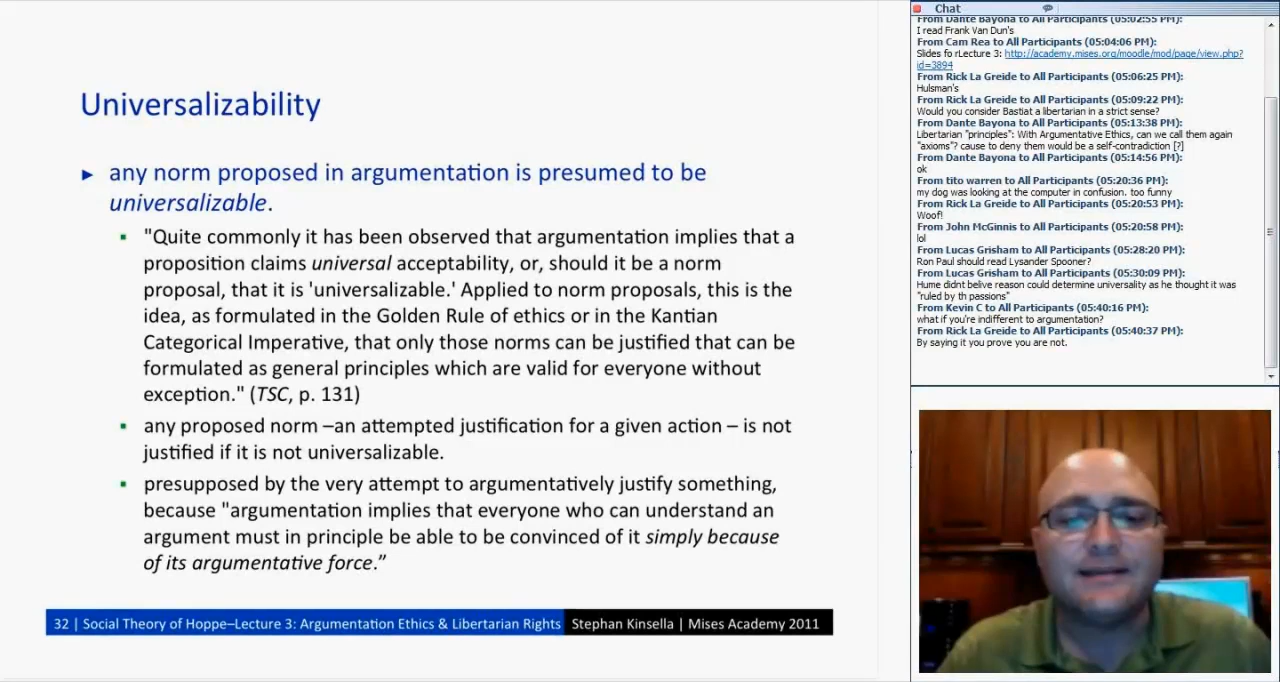 Universalizability
► any norm proposed in argumentation is presumed to be
universalizable.
▪ "Quite commonly it has been observed that argumentation implies that a
proposition claims universal acceptability, or, should it be a norm
proposal, that it is 'universalizable.' Applied to norm proposals, this is the
idea, as formulated in the Golden Rule of ethics or in the Kantian
Categorical Imperative, that only those norms can be justified that can be
formulated as general principles which are valid for everyone without
exception." (TSC, p. 131)
▪ any proposed norm –an attempted justification for a given action – is not
justified if it is not universalizable.
▪ presupposed by the very attempt to argumentatively justify something,
because "argumentation implies that everyone who can understand an
argument must in principle be able to be convinced of it simply because
of its argumentative force.”
32 | Social Theory of Hoppe–Lecture 3: Argumentation Ethics & Libertarian Rights Stephan Kinsella | Mises Academy 2011
Chat
From Dante Bayona to All Participants (05:02:55 PM):
I read Frank Van Dun's
From Cam Rea to All Participants (05:04:06 PM):
Slides fo rLecture 3: http://academy.mises.org/moodle/mod/page/view.php?
id=3894
From Rick La Greide to All Participants (05:06:25 PM):
Hulsman's
From Rick La Greide to All Participants (05:09:22 PM):
Would you consider Bastiat a libertarian in a strict sense?
From Dante Bayona to All Participants (05:13:38 PM):
Libertarian "principles": With Argumentative Ethics, can we call them again
"axioms"? cause to deny them would be a self-contradiction [?]
From Dante Bayona to All Participants (05:14:56 PM):
ok
From tito warren to All Participants (05:20:36 PM):
my dog was looking at the computer in confusion. too funny
From Rick La Greide to All Participants (05:20:53 PM):
Woof!
From John McGinnis to All Participants (05:20:58 PM):
lol
From Lucas Grisham to All Participants (05:28:20 PM):
Ron Paul should read Lysander Spooner?
From Lucas Grisham to All Participants (05:30:09 PM):
Hume didnt belive reason could determine universality as he thought it was
"ruled by th passions"
From Kevin C to All Participants (05:40:16 PM):
what if you're indifferent to argumentation?
From Rick La Greide to All Participants (05:40:37 PM):
By saying it you prove you are not.